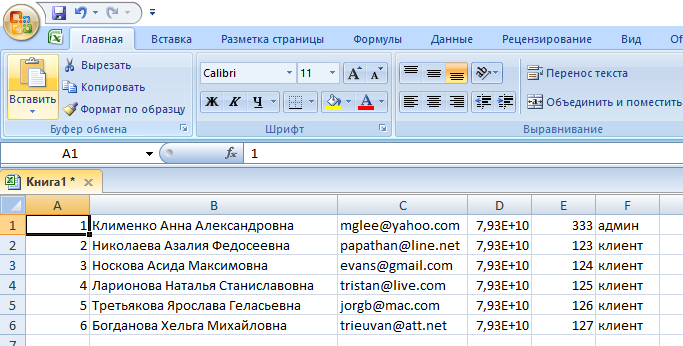 Главная Вставка Разметка страницы Формулы Данные Рецензирование Вид Of
Вставить
Вырезать
Копировать
Формат по образцу
Буфер обмена
Calibri 11
Ж К Ч
Шрифт
Перенос текста
Объединить и поместить
Выравнивание
A1 fx 1
Книга1 *
A B C D E F
1 1 Клименко Анна Александровна mglee@yahoo.com 7,93E+10 333 админ
2 2 Николаева Азалия Федосеевна papathan@line.net 7,93E+10 123 клиент
3 3 Носкова Асида Максимовна evans@gmail.com 7,93E+10 124 клиент
4 4 Ларионова Наталья Станиславовна tristan@live.com 7,93E+10 125 клиент
5 5 Третьякова Ярослава Геласьевна jorgb@mac.com 7,93E+10 126 клиент
6 6 Богданова Хельга Михайловна trieuvan@att.net 7,93E+10 127 клиент
7